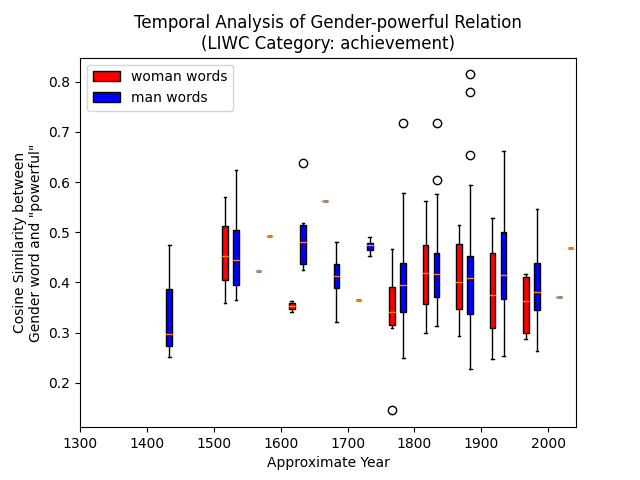 Temporal Analysis of Gender-powerful Relation
(LIWC Category: achievement)
woman words
man words
Cosine Similarity between
Gender word and "powerful"
0.8
0.7
0.6
0.5
0.4
0.3
0.2
1300 1400 1500 1600 1700 1800 1900 2000
Approximate Year